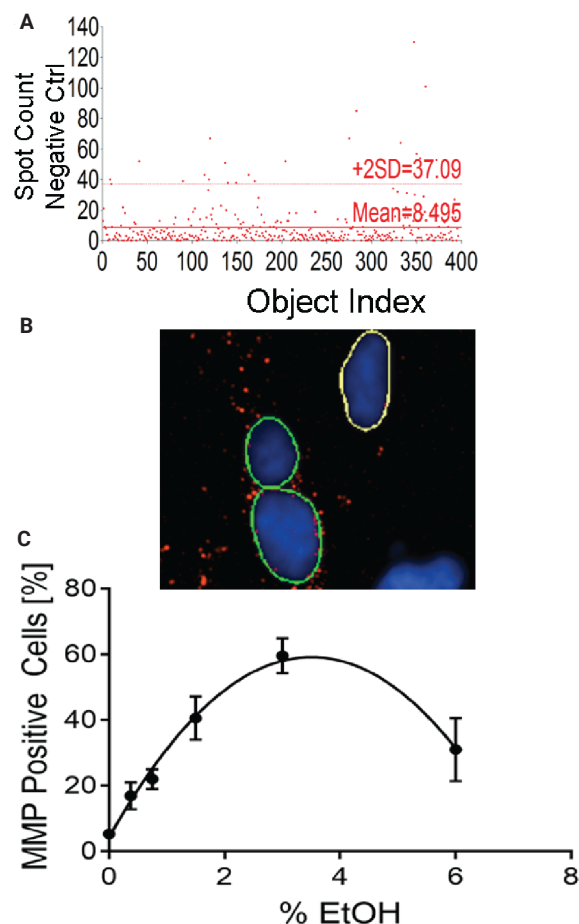 A
140
120
100
80
60
40
20
0
Spot Count
Negative Ctrl
+2SD=37.09
Mean=8.495
0 50 100 150 200 250 300 350 400
Object Index
B
C
80
60
40
20
0
MMP Positive Cells [%]
0 2 4 6 8
% EtOH